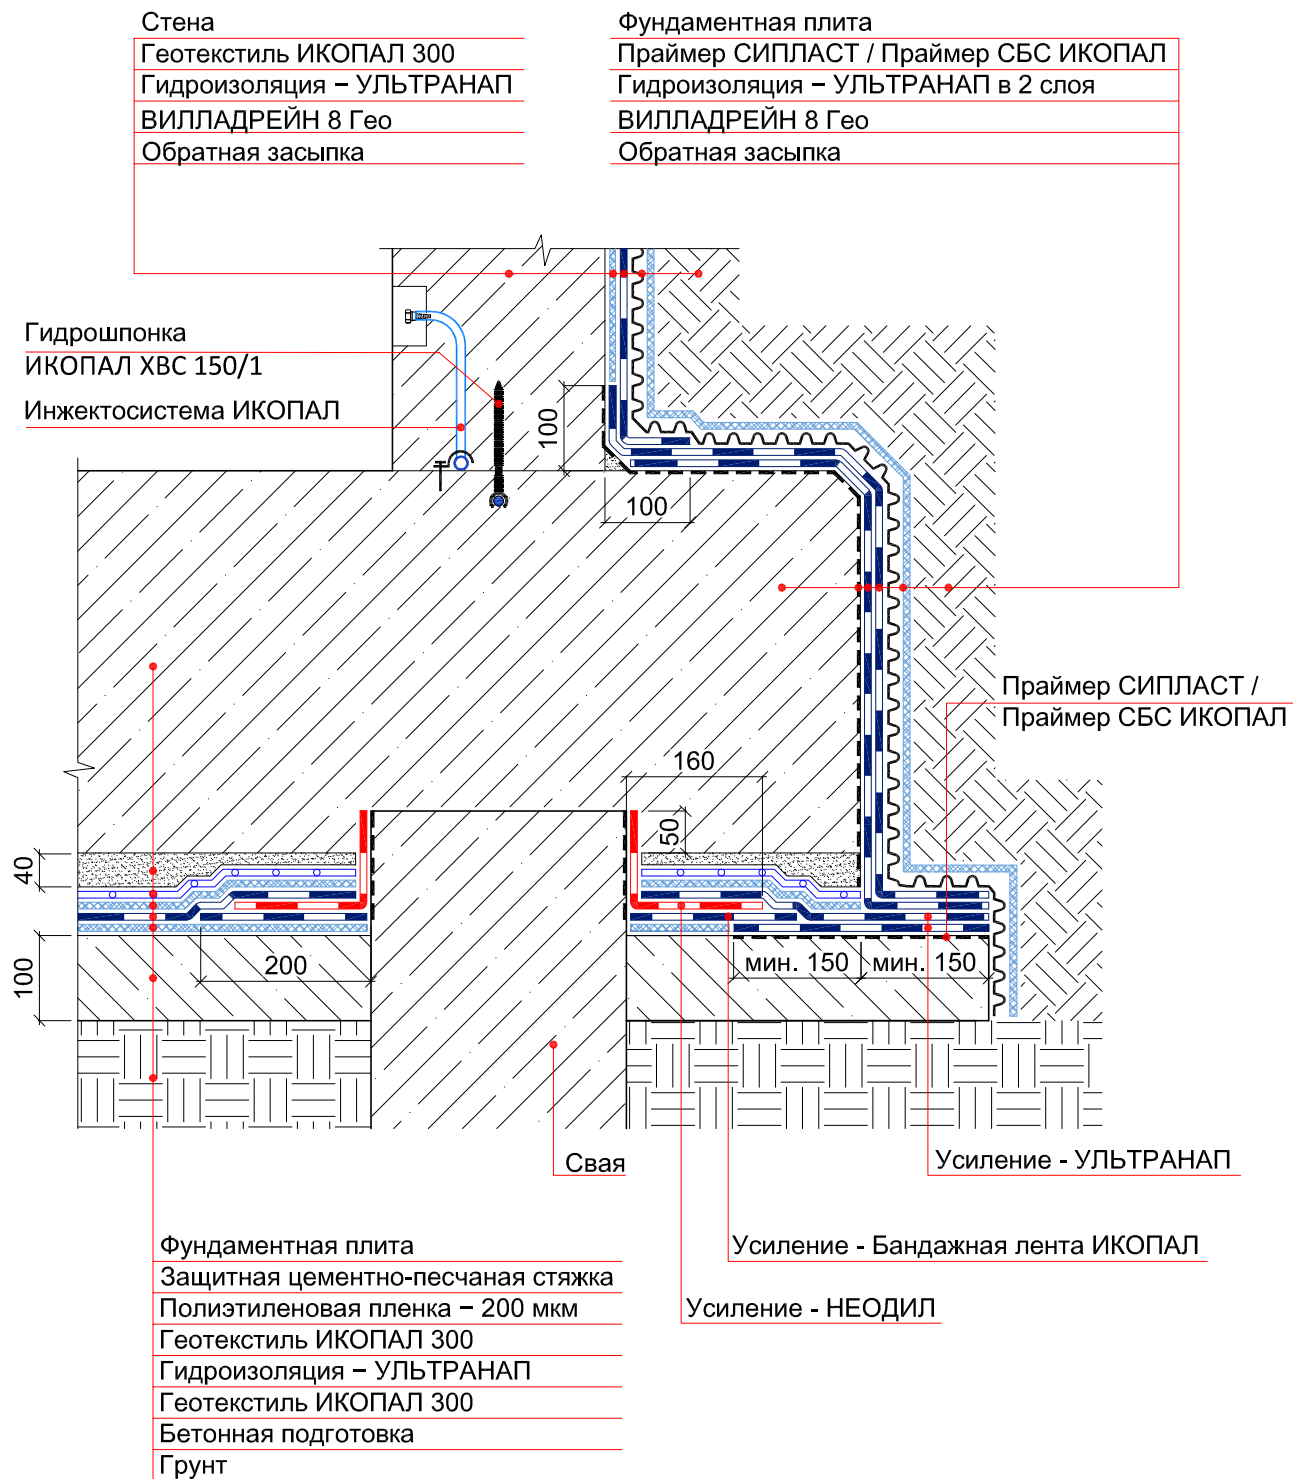 Стена
Геотекстиль ИКОПАЛ 300
Гидроизоляция – УЛЬТРАНАП
ВИЛЛАДРЕЙН 8 Гео
Обратная засыпка
Фундаментная плита
Праймер СИПЛАСТ / Праймер СБС ИКОПАЛ
Гидроизоляция – УЛЬТРАНАП в 2 слоя
ВИЛЛАДРЕЙН 8 Гео
Обратная засыпка
Гидрошпонка
ИКОПАЛ ХВС 150/1
Инжектосистема ИКОПАЛ
100
100
Праймер СИПЛАСТ /
Праймер СБС ИКОПАЛ
160
50
40
100
200
мин. 150
мин. 150
Свая
Усиление - УЛЬТРАНАП
Усиление - Бандажная лента ИКОПАЛ
Усиление - НЕОДИЛ
Фундаментная плита
Защитная цементно-песчаная стяжка
Полиэтиленовая пленка – 200 мкм
Геотекстиль ИКОПАЛ 300
Гидроизоляция – УЛЬТРАНАП
Геотекстиль ИКОПАЛ 300
Бетонная подготовка
Грунт